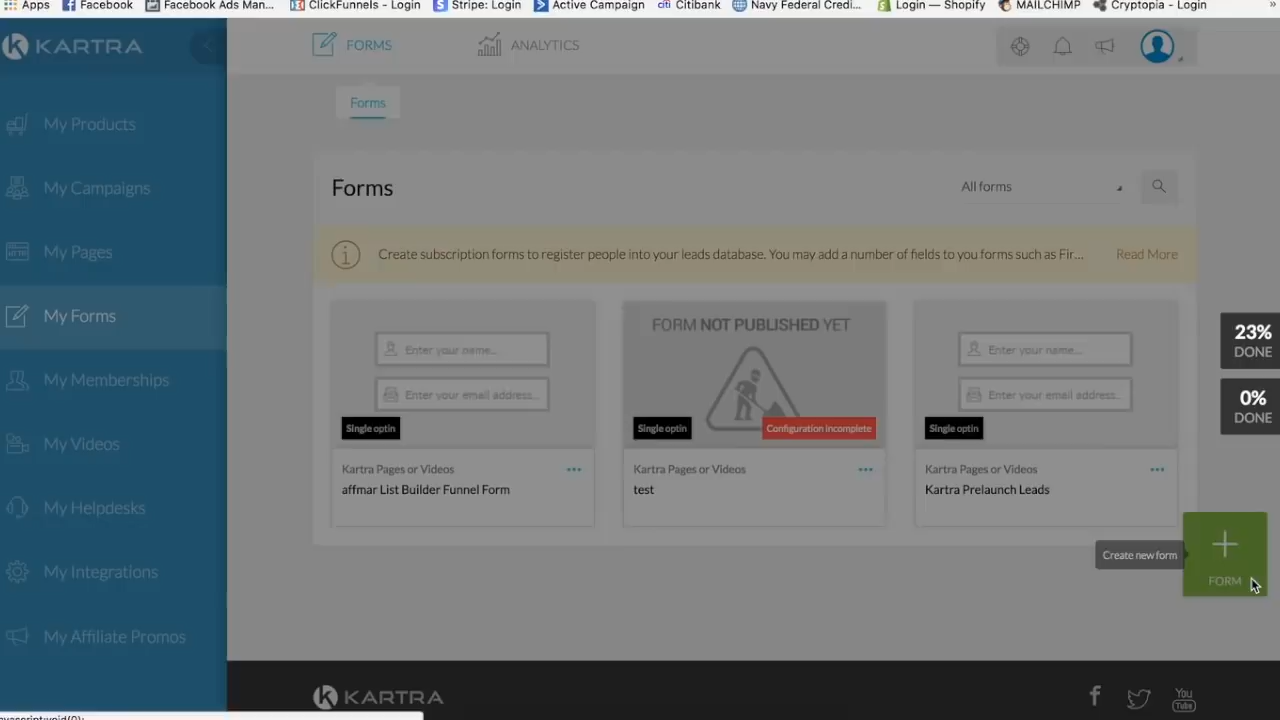 Apps Facebook Facebook Ads Man... ClickFunnels - Login Stripe: Login Active Campaign citi Citibank Navy Federal Credi... Login — Shopify MAILCHIMP Cryptopia - Login »
KARTRA
FORMS
ANALYTICS
Forms
My Products
My Campaigns
My Pages
My Forms
My Memberships
My Videos
My Helpdesks
My Integrations
My Affiliate Promos
Forms
All forms
Create subscription forms to register people into your leads database. You may add a number of fields to you forms such as Fir...
Read More
Enter your name...
Enter your email address...
Single optin
Kartra Pages or Videos
affmar List Builder Funnel Form
FORM NOT PUBLISHED YET
Single optin
Configuration incomplete
Kartra Pages or Videos
test
Enter your name...
Enter your email address...
Single optin
Kartra Pages or Videos
Kartra Prelaunch Leads
23%
DONE
0%
DONE
Create new form
FORM
KARTRA
You
Tube